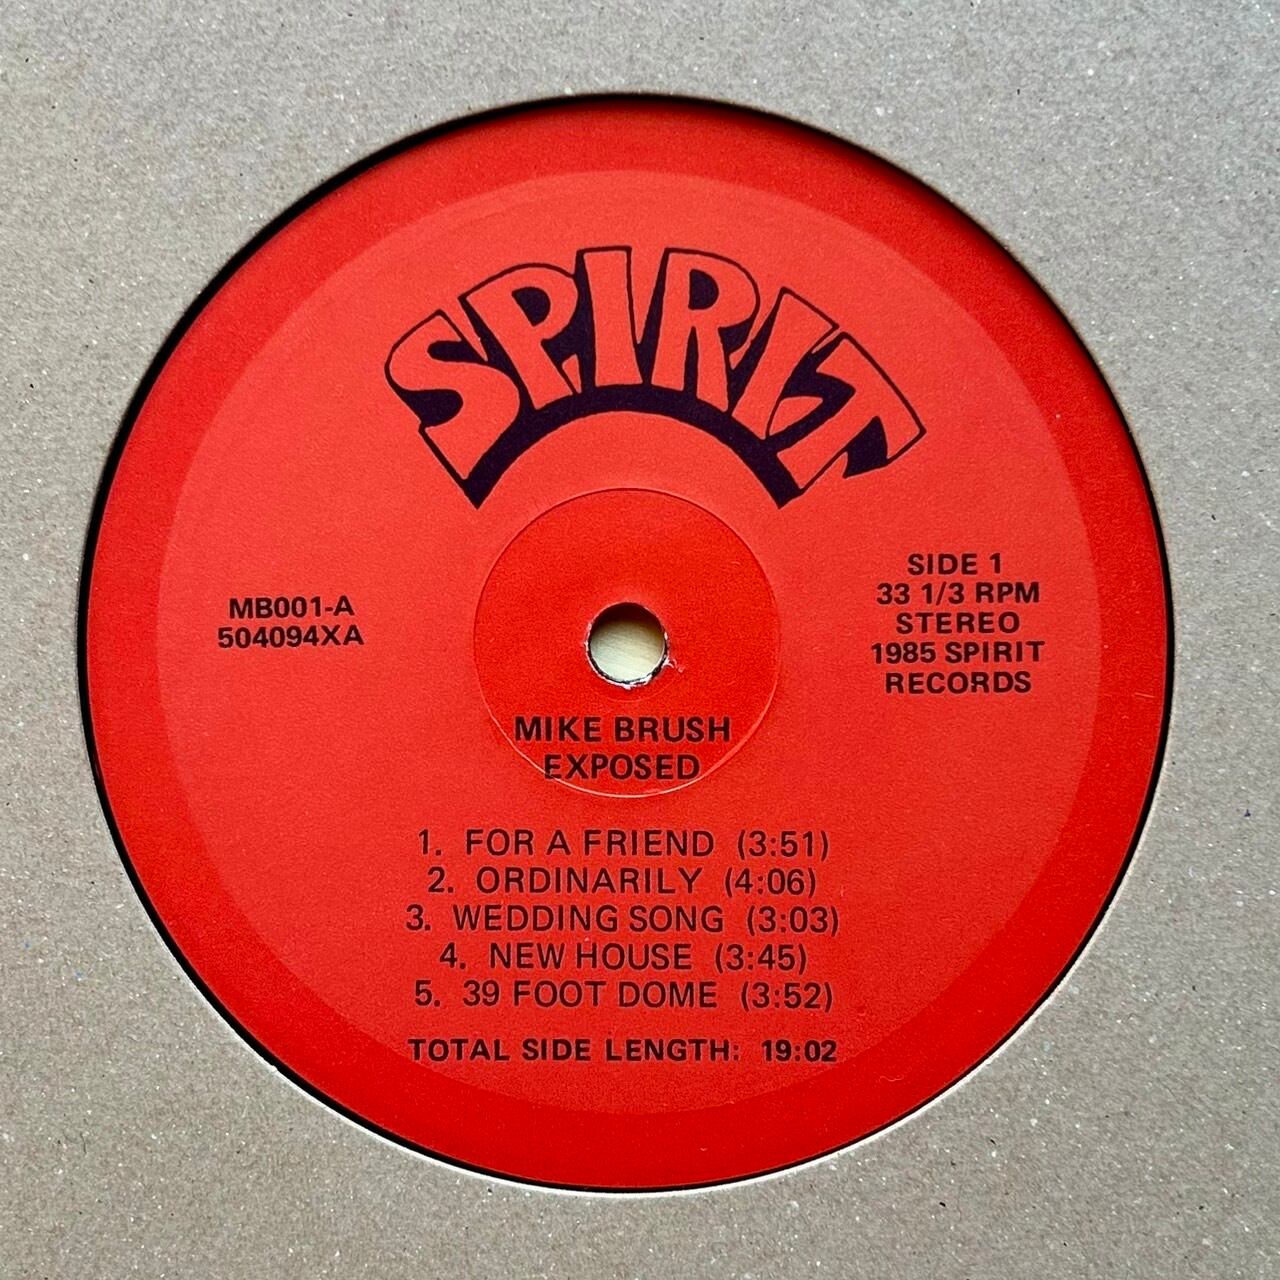 SPIRIT
MB001-A
504094XA
SIDE 1
33 1/3 RPM
STEREO
1985 SPIRIT
RECORDS
MIKE BRUSH
EXPOSED
1. FOR A FRIEND (3:51)
2. ORDINARILY (4:06)
3. WEDDING SONG (3:03)
4. NEW HOUSE (3:45)
5. 39 FOOT DOME (3:52)
TOTAL SIDE LENGTH: 19:02